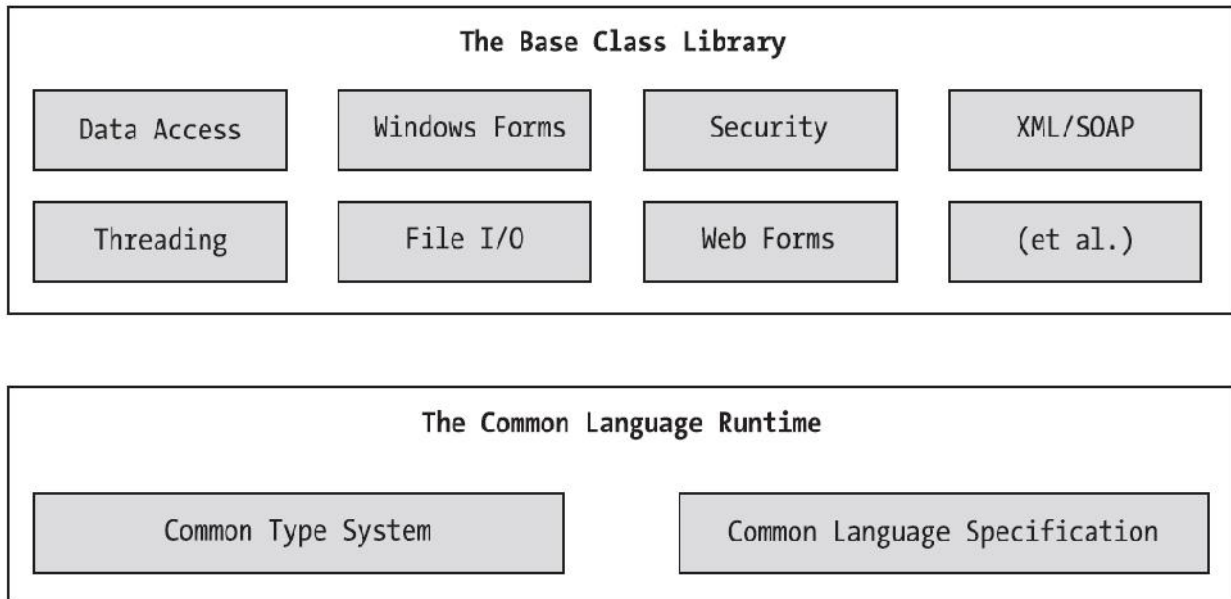 The Base Class Library
Data Access
Windows Forms
Security
XML/SOAP
Threading
File I/O
Web Forms
(et al.)
The Common Language Runtime
Common Type System
Common Language Specification